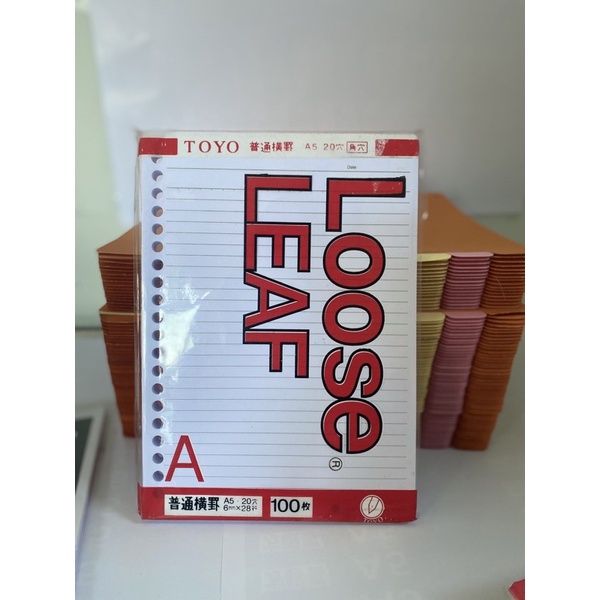 TOYO 普通横罫 A5 20穴 角穴
Date
Loose
LEAF
®
A
普通横罫 A5・20穴
6mm×28行
100枚
TOYO